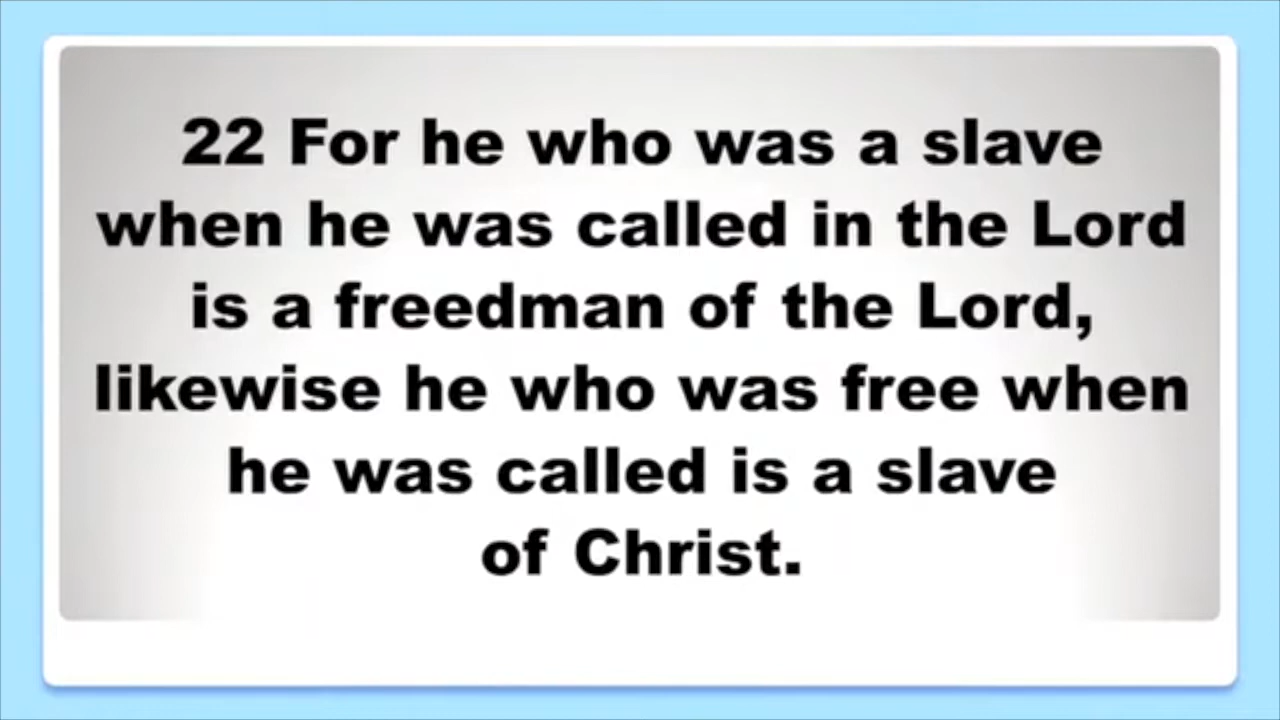 22 For he who was a slave
when he was called in the Lord
is a freedman of the Lord,
likewise he who was free when
he was called is a slave
of Christ.